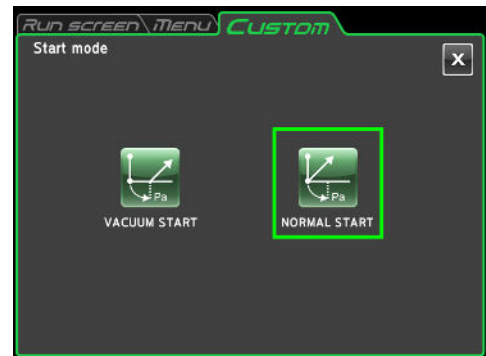 Run screen Menu Custom
Start mode
X
Pa Pa
VACUUM START NORMAL START